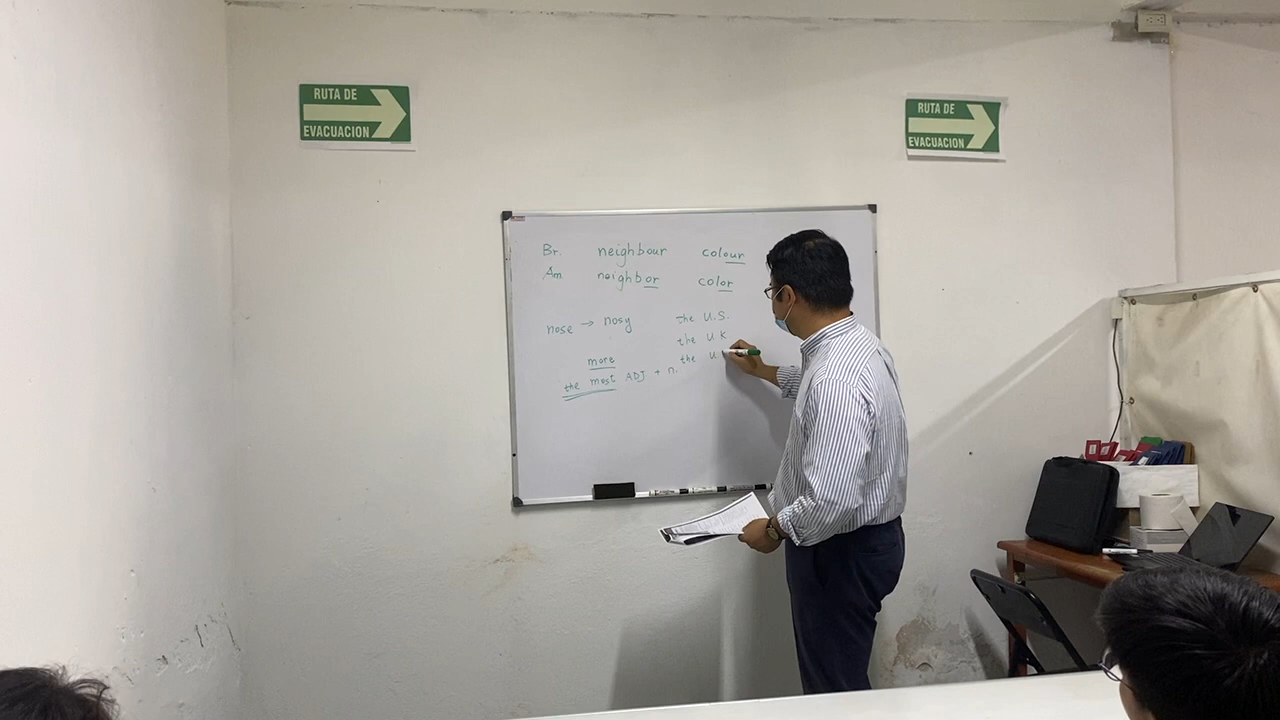 RUTA DE
EVACUACION
RUTA DE
EVACUACION
Br. neighbour colour
Am neighbor color
nose → nosy
the U.S.
the U K
the U
more
the most ADJ + n.